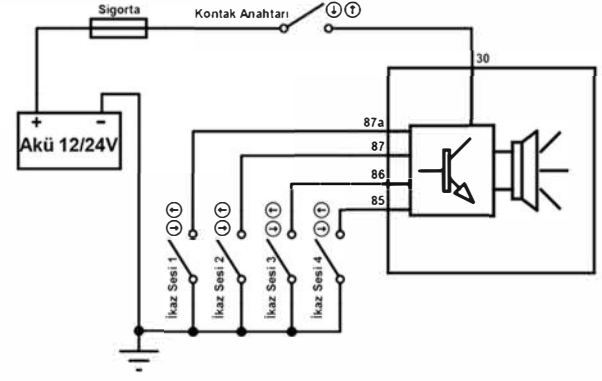 Sigorta
Kontak Anahtarı
30
+ -
Akü 12/24V
87a
87
86
85
İkaz Sesi 1
İkaz Sesi 2
İkaz Sesi 3
İkaz Sesi 4